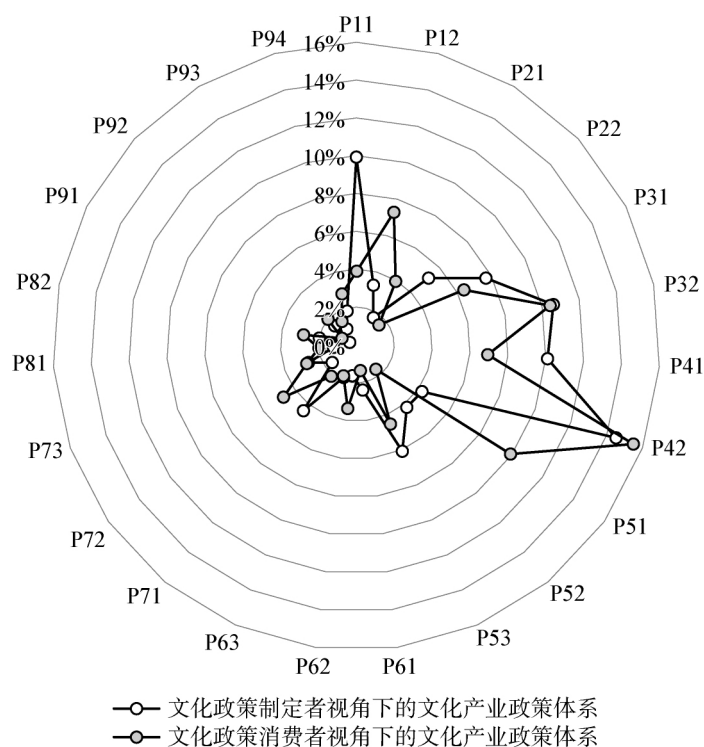 P11
P94
P12
16%
P93
P21
14%
P92
12%
P22
10%
P91
P31
8%
6%
P82
4%
P32
2%
P81
0%
P41
P73
P42
P72
P51
P71
P52
P63
P53
P62
P61
文化政策制定者视角下的文化产业政策体系
文化政策消费者视角下的文化产业政策体系